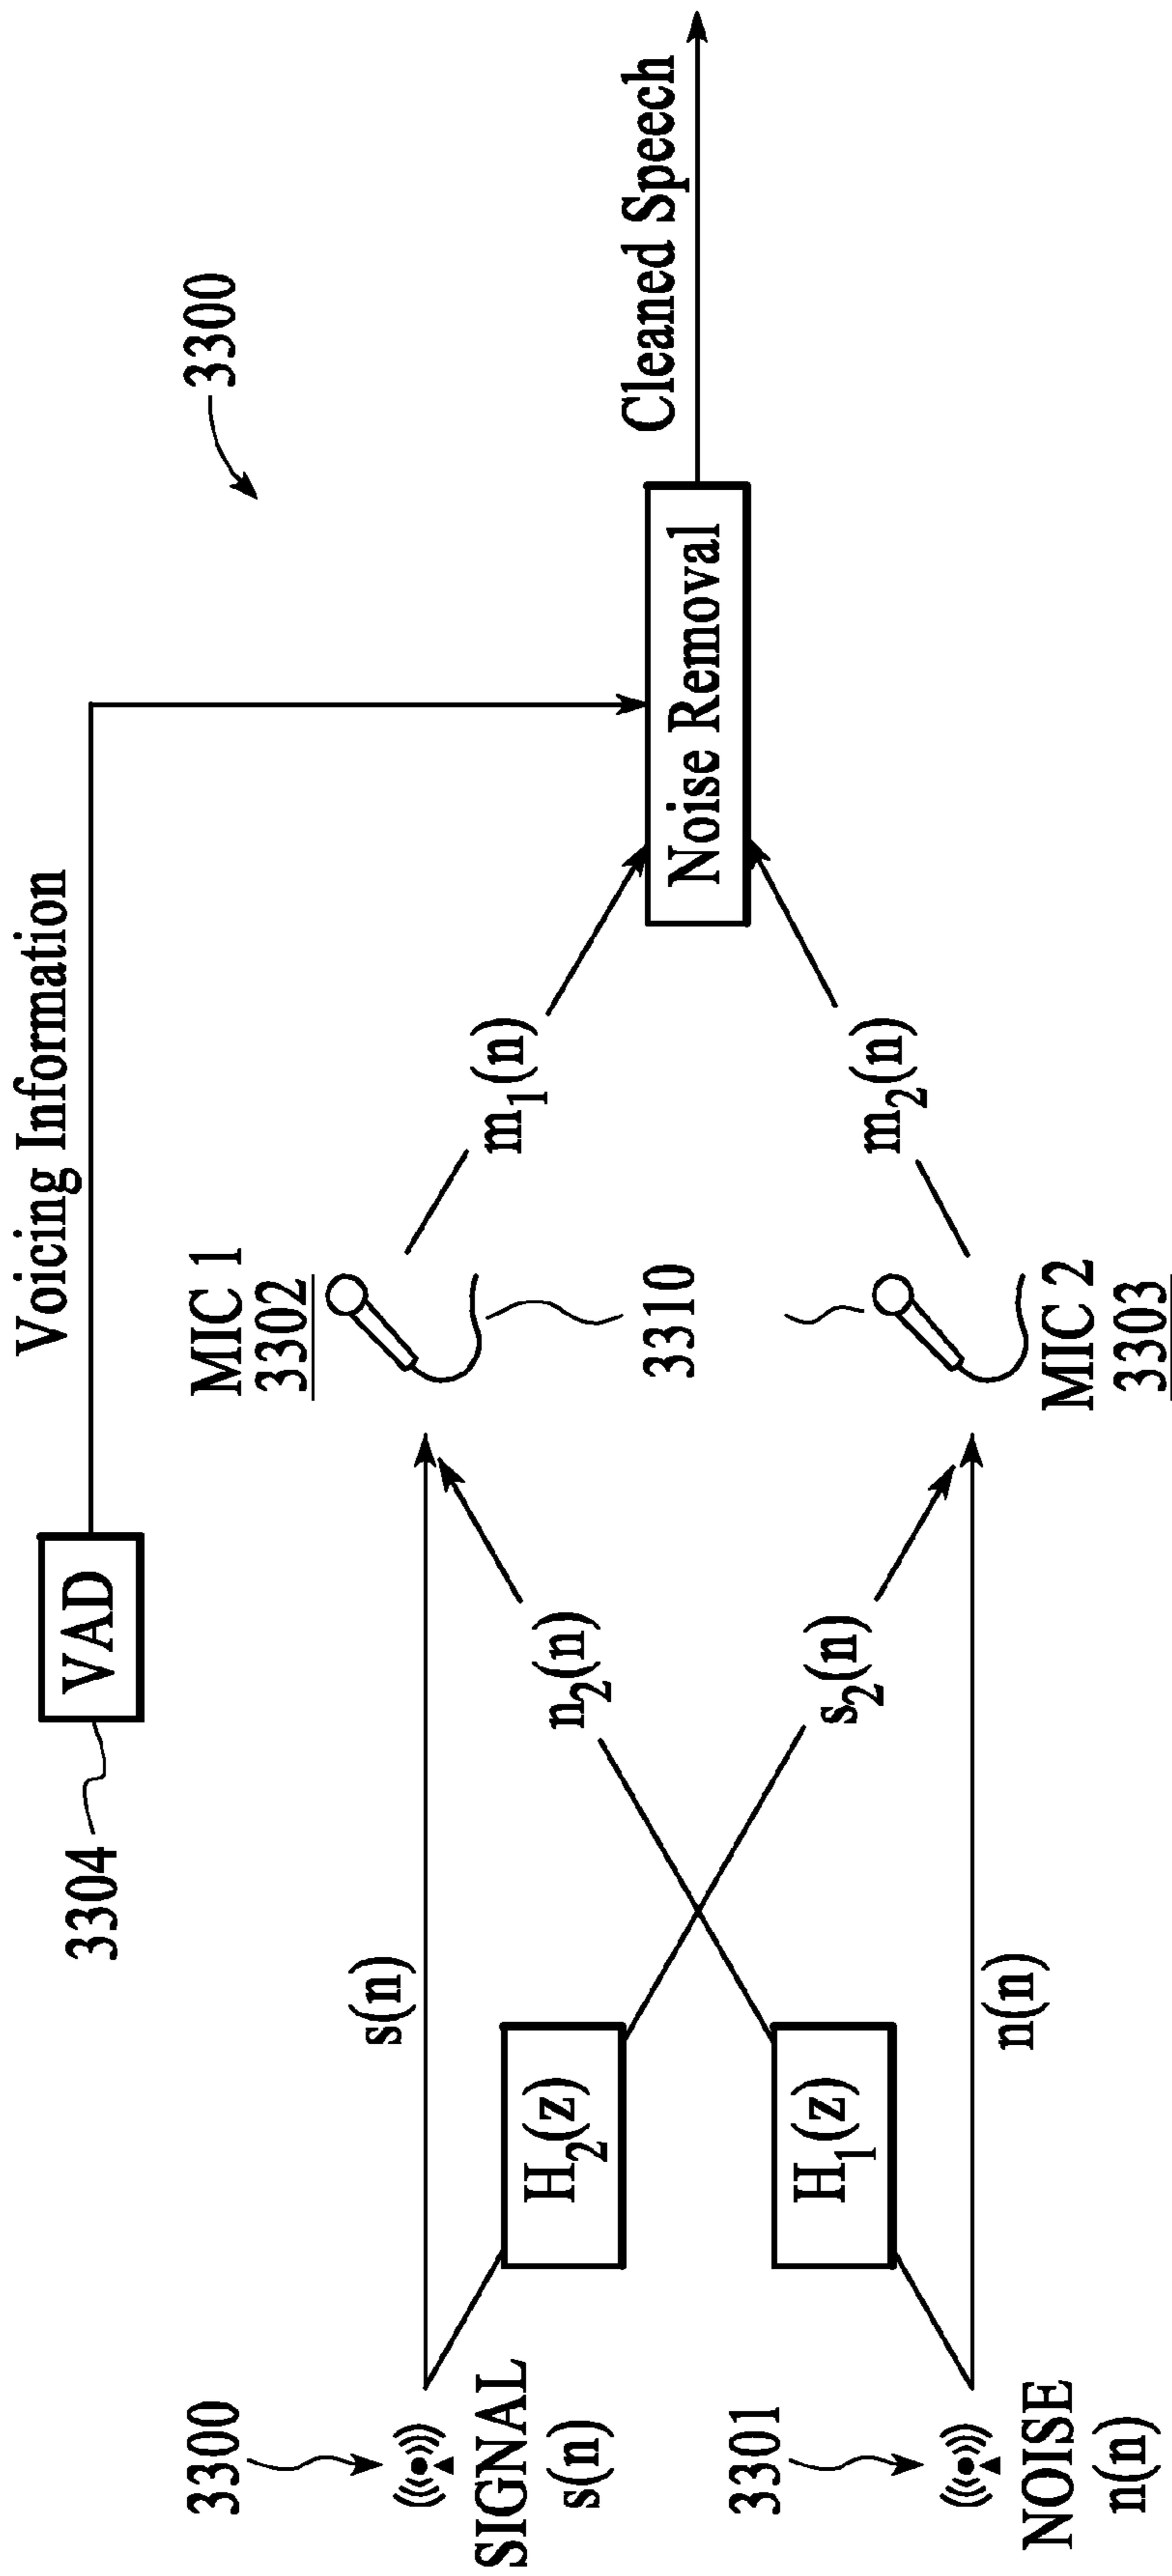 Voicing Information
VAD
3304
3300
MIC 1
3302
s(n)
3300
SIGNAL
s(n)
H2(z)
n2(n)
m1(n)
3310
Noise Removal
Cleaned Speech
3301
H1(z)
s2(n)
m2(n)
NOISE
n(n)
n(n)
MIC 2
3303